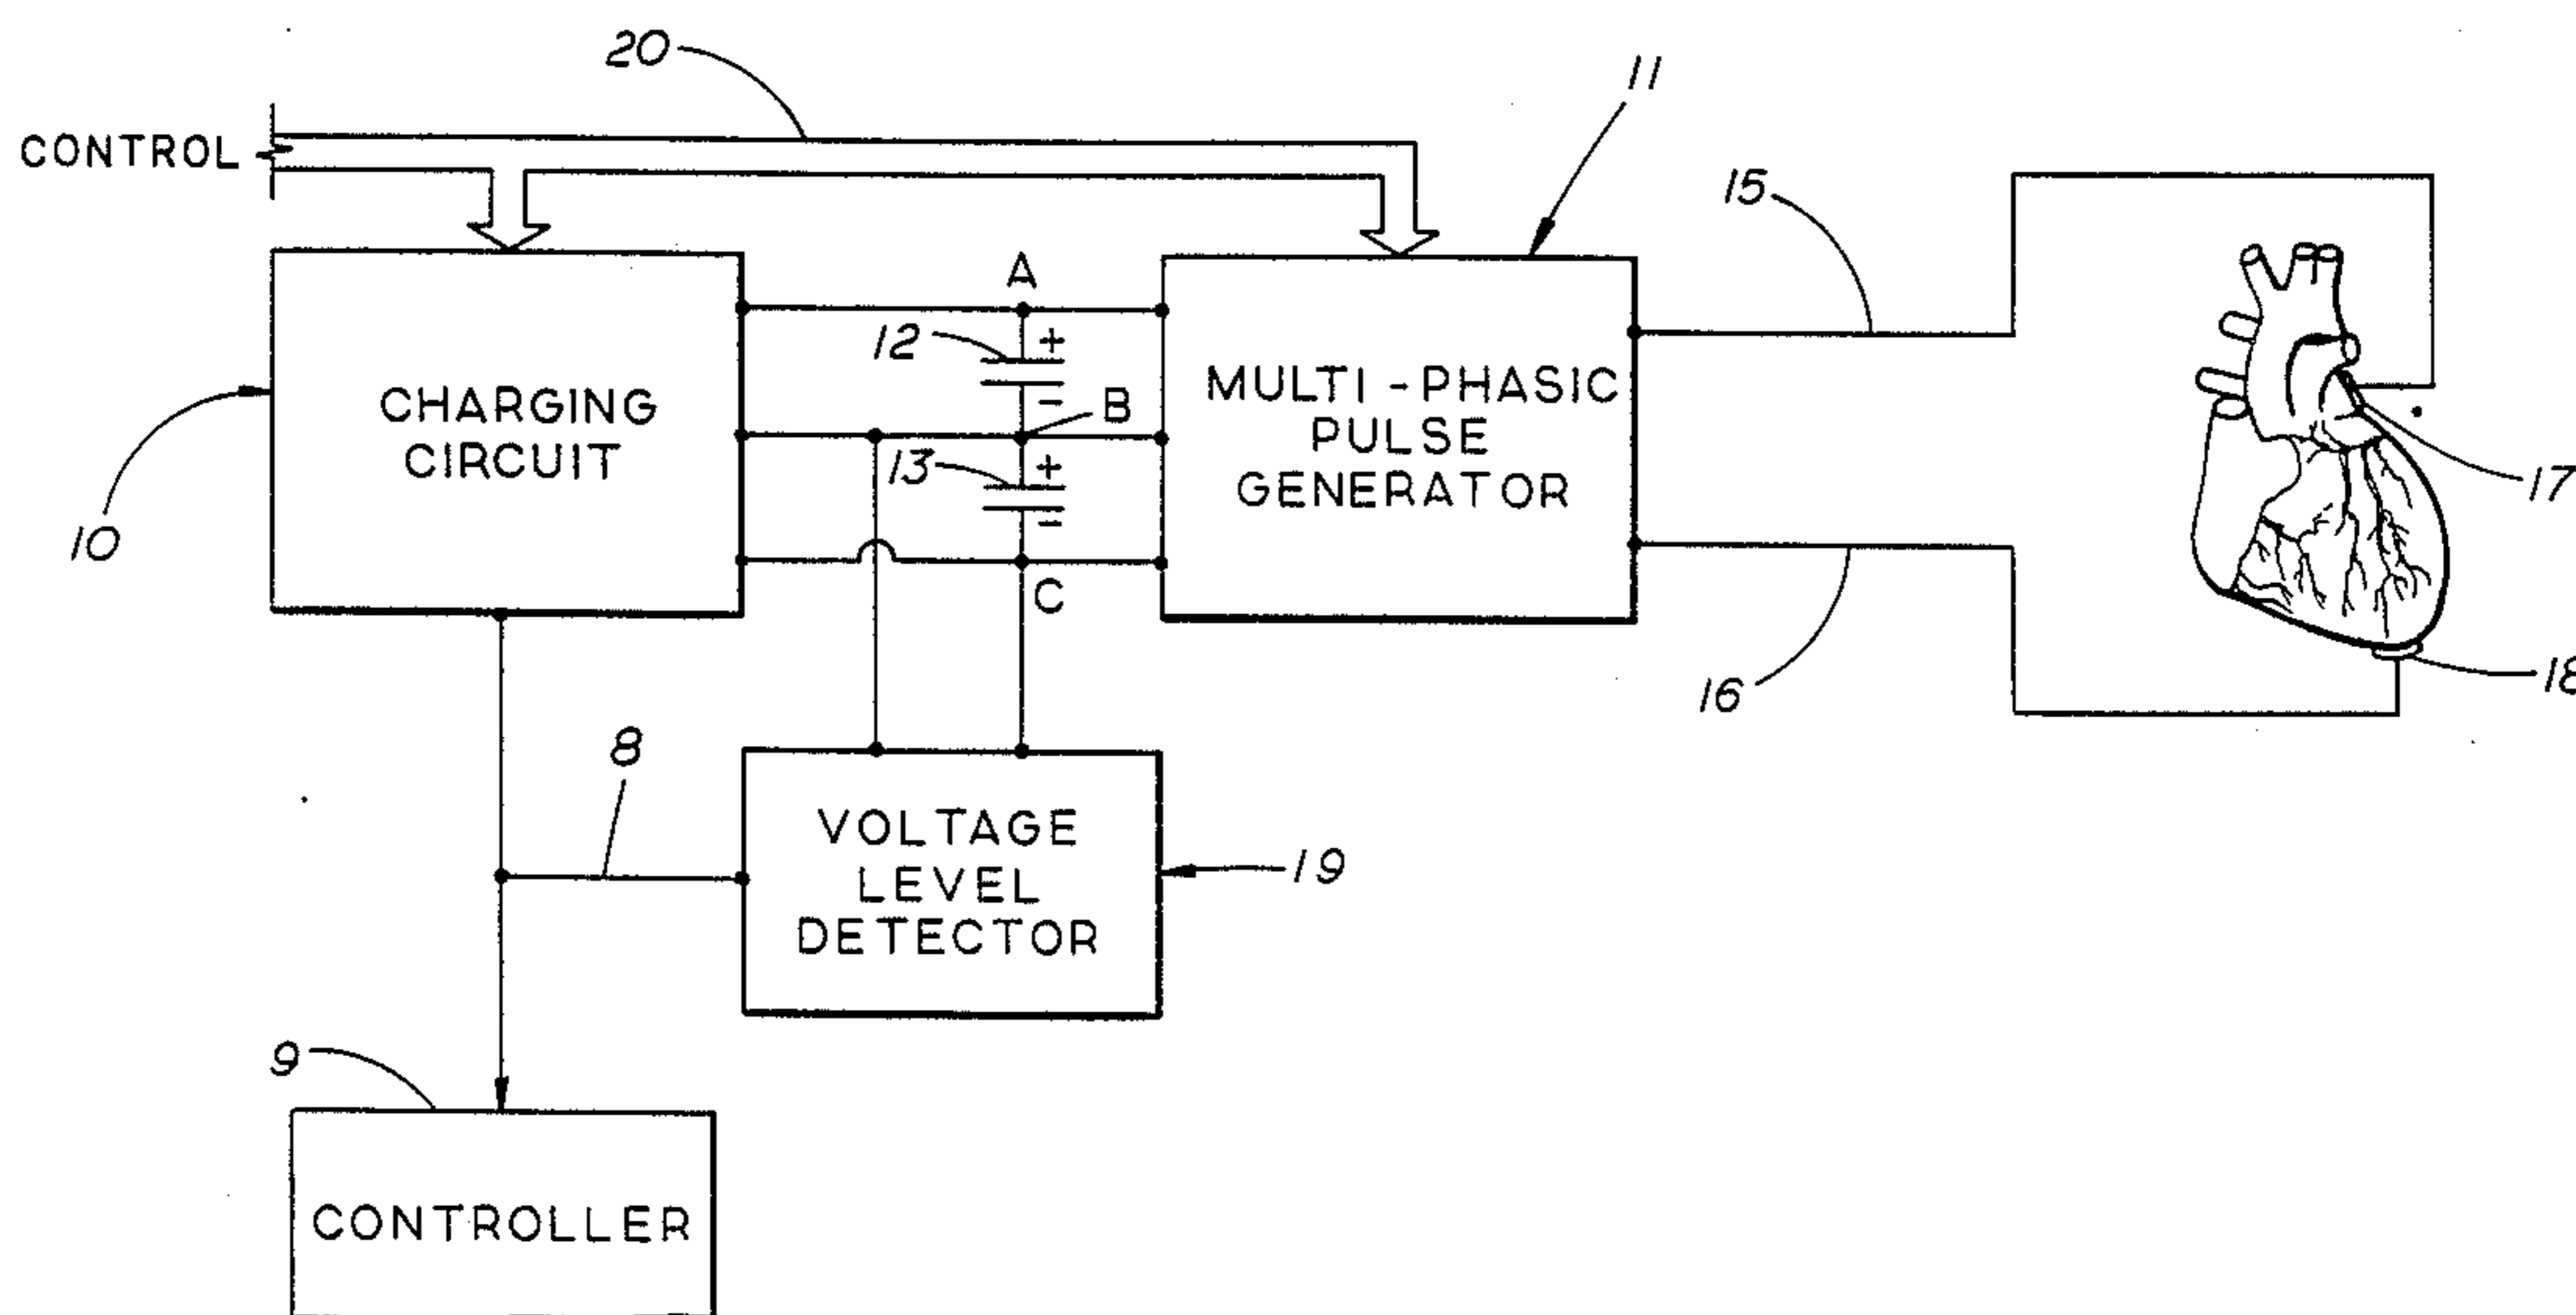 20
11
CONTROL
15
A
12
+
CHARGING
CIRCUIT
-
B
MULTI-PHASIC
PULSE
GENERATOR
13
+
-
17
10
C
16
18
8
VOLTAGE
LEVEL
DETECTOR
19
9
CONTROLLER